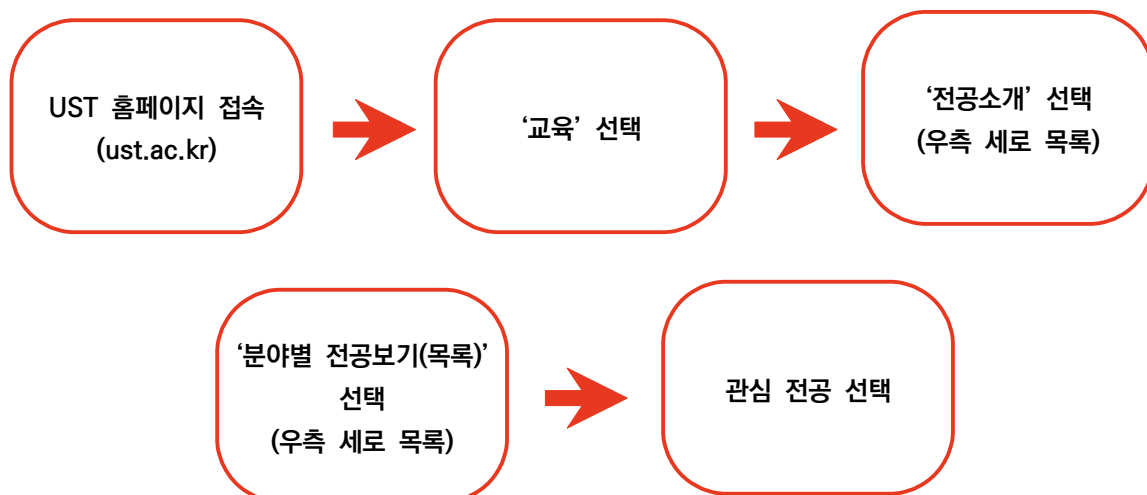 UST 홈페이지 접속
(ust.ac.kr)
‘교육’ 선택
‘전공소개’ 선택
(우측 세로 목록)
‘분야별 전공보기(목록)’
선택
(우측 세로 목록)
관심 전공 선택